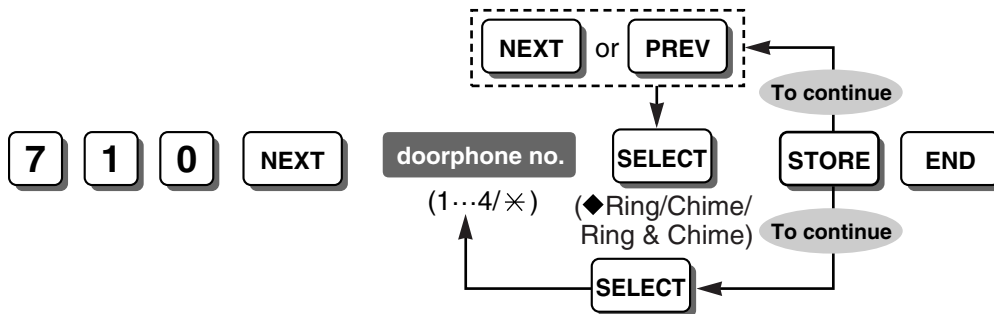 NEXT or PREV
To continue
7 1 0 NEXT doorphone no. SELECT STORE END
(1···4/✳) (◆Ring/Chime/
Ring & Chime)
To continue
SELECT